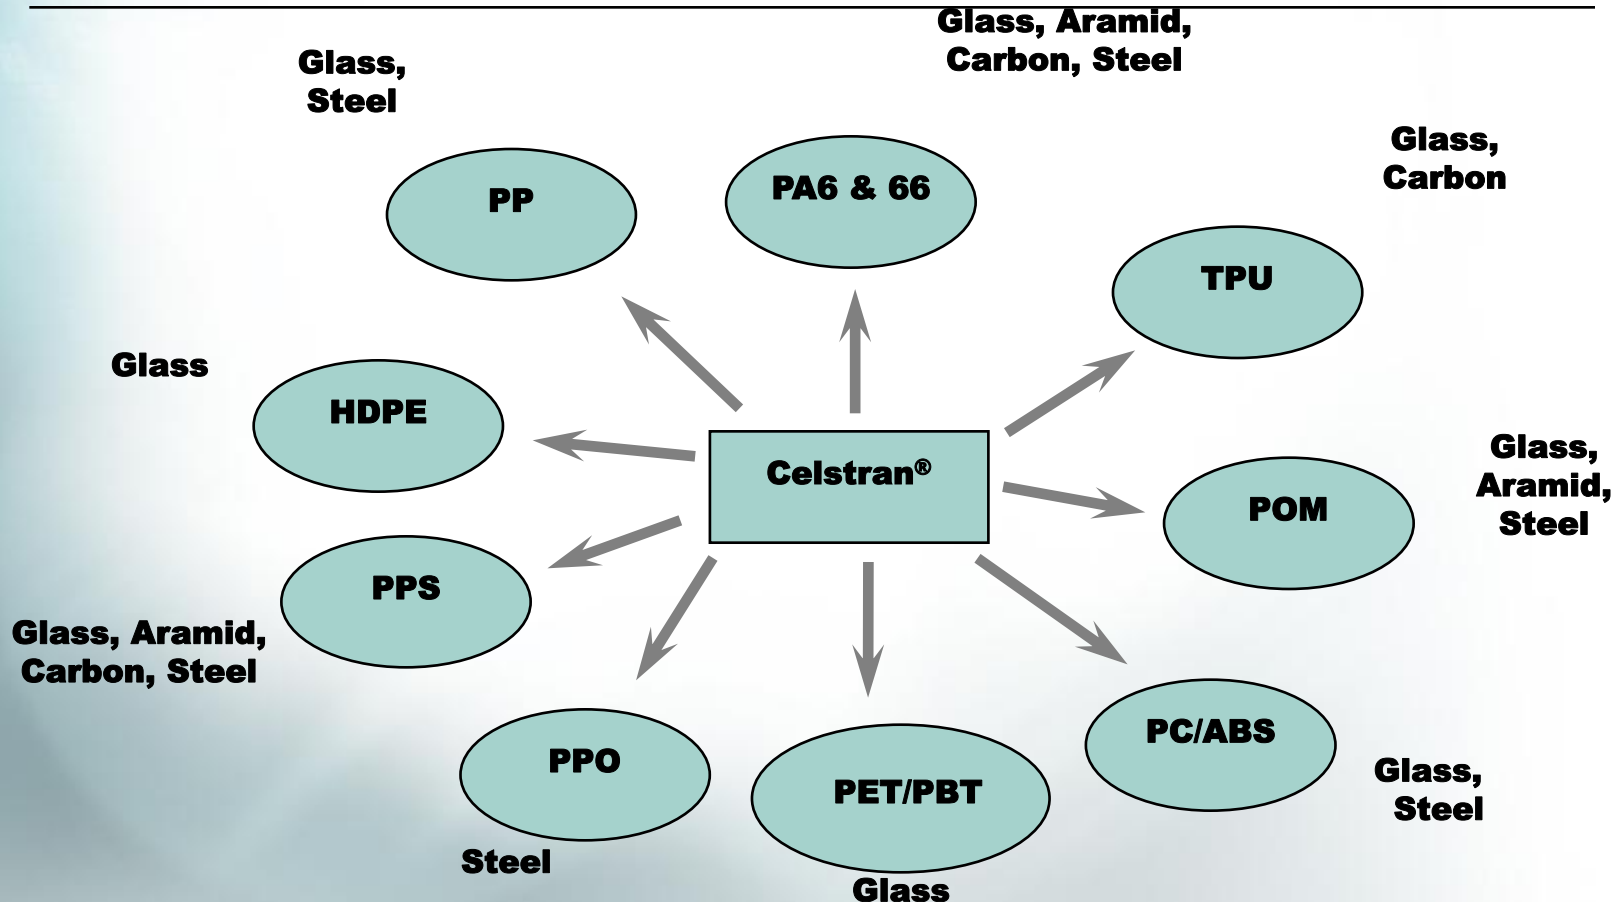 Glass, Aramid,
Carbon, Steel
Glass,
Steel
Glass,
Carbon
PP
PA6 & 66
TPU
Glass
HDPE
Celstran®
Glass,
Aramid,
Steel
POM
PPS
Glass, Aramid,
Carbon, Steel
PPO
PET/PBT
PC/ABS
Glass,
Steel
Steel
Glass